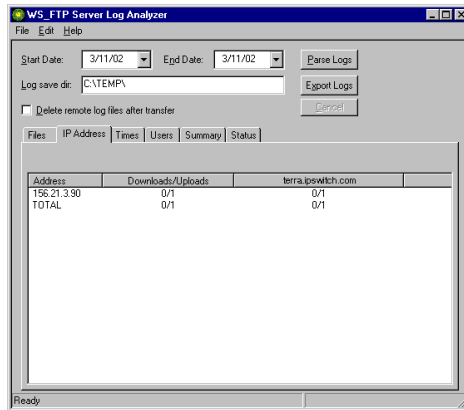 WS_FTP Server Log Analyzer
File Edit Help
Start Date: 3/11/02 End Date: 3/11/02 Parse Logs
Log save dir: C:\TEMP\ Export Logs
Delete remote log files after transfer Cancel
Files IP Address Times Users Summary Status
Address Downloads/Uploads terra.ipswitch.com
156.21.3.90 0/1 0/1
TOTAL 0/1 0/1
Ready